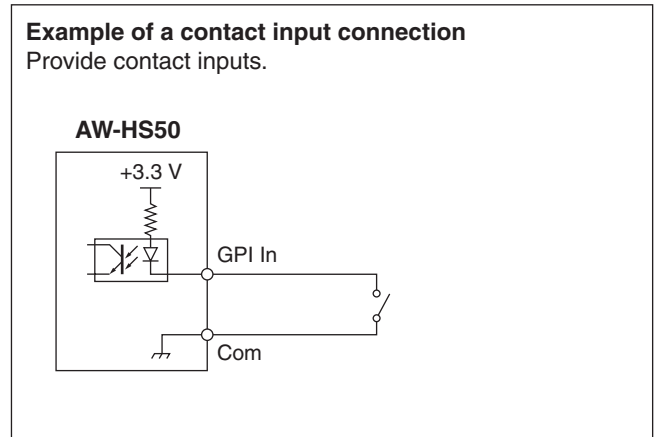 Example of a contact input connection
Provide contact inputs.
AW-HS50
+3.3 V
GPI In
Com